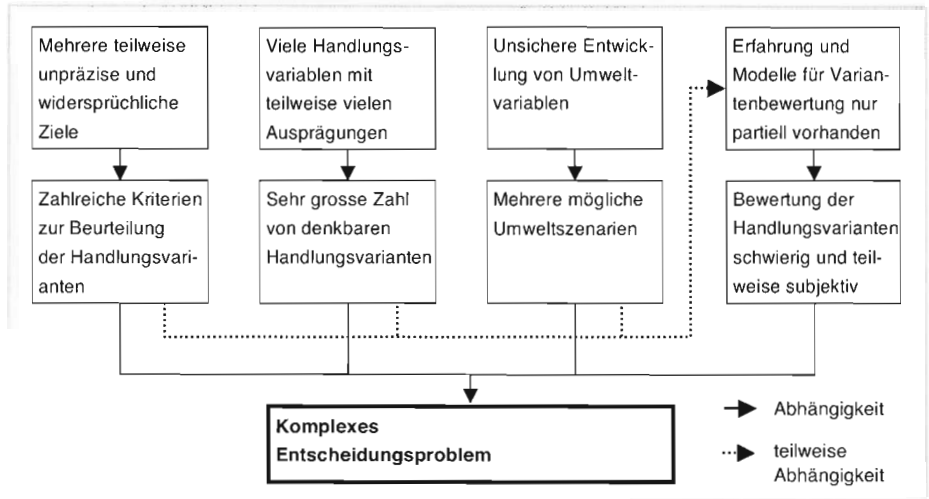 Mehrere teilweise
unpräzise und
widersprüchliche
Ziele
Viele Handlungs-
variablen mit
teilweise vielen
Ausprägungen
Unsichere Entwick-
lung von Umwelt-
variablen
Erfahrung und
Modelle für Varian-
tenbewertung nur
partiell vorhanden
Zahlreiche Kriterien
zur Beurteilung
der Handlungsvari-
anten
Sehr grosse Zahl
von denkbaren
Handlungsvarianten
Mehrere mögliche
Umweltszenarien
Bewertung der
Handlungsvarianten
schwierig und teil-
weise subjektiv
Komplexes
Entscheidungsproblem
Abhängigkeit
teilweise
Abhängigkeit